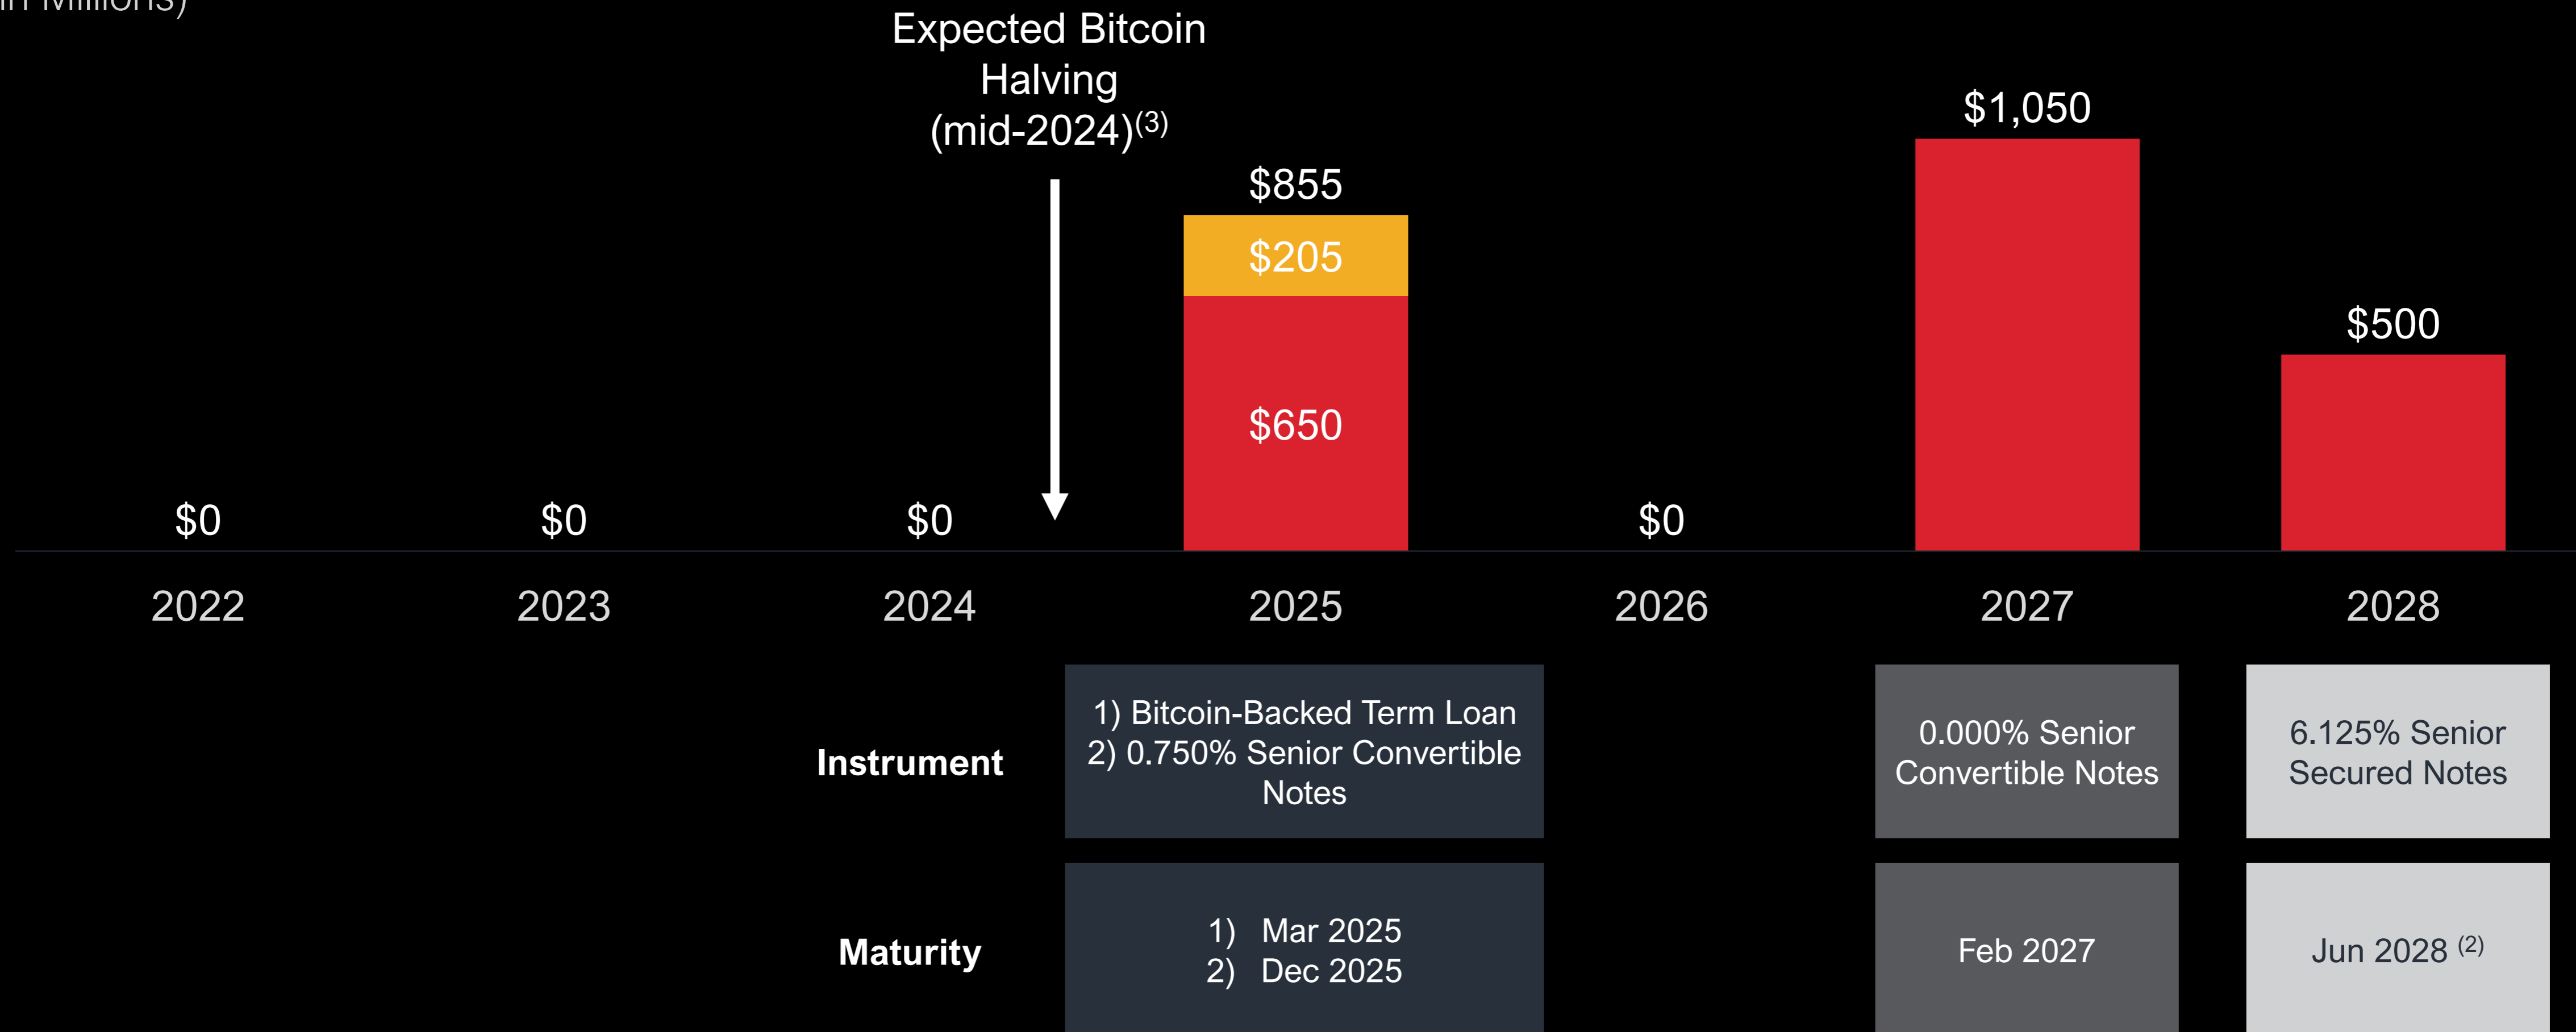 in Millions)
Expected Bitcoin
Halving
(mid-2024)(3)
$1,050
$855
$205
$500
$650
$0 $0 $0 $0
2022 2023 2024 2025 2026 2027 2028
Instrument
1) Bitcoin-Backed Term Loan
2) 0.750% Senior Convertible
Notes
0.000% Senior
Convertible Notes
6.125% Senior
Secured Notes
Maturity
1) Mar 2025
2) Dec 2025
Feb 2027
Jun 2028 (2)